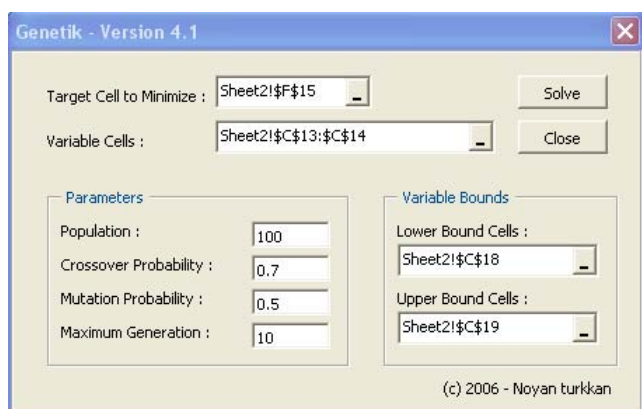 Genetik - Version 4.1
Target Cell to Minimize : Sheet2!$F$15 _ Solve
Variable Cells : Sheet2!$C$13:$C$14 _ Close
Parameters
Population : 100
Crossover Probability : 0.7
Mutation Probability : 0.5
Maximum Generation : 10
Variable Bounds
Lower Bound Cells :
Sheet2!$C$18 _
Upper Bound Cells :
Sheet2!$C$19 _
(c) 2006 - Noyan turkkan